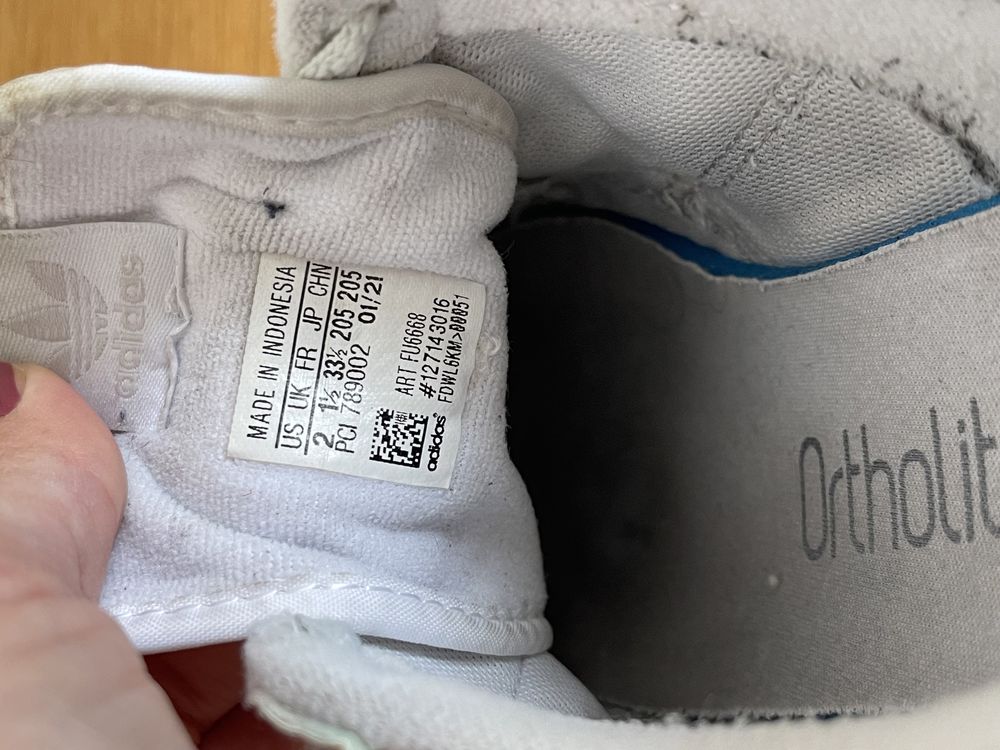 adidas
MADE IN INDONESIA
US UK FR JP CHN
2 1½ 33½ 205 205
PCI 789002 01/21
ART FU6668
#127143016
FDWL6KM>00051
adidas®
OrthoLit